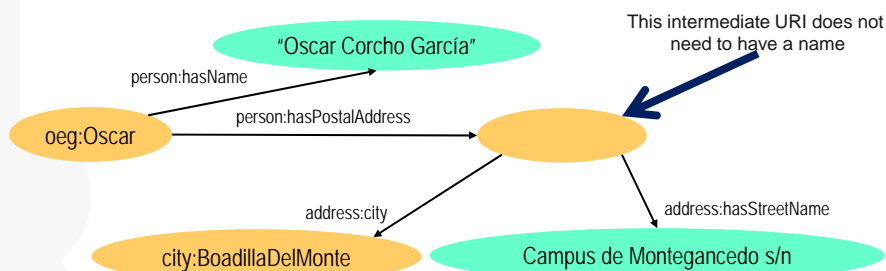 This intermediate URI does not
need to have a name
“Oscar Corcho García”
person:hasName
person:hasPostalAddress
oeg:Oscar
address:city
address:hasStreetName
city:BoadillaDelMonte
Campus de Montegancedo s/n